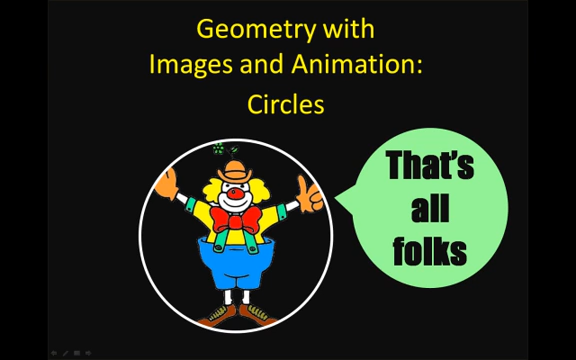 Geometry with
Images and Animation:
Circles
That's
all
folks